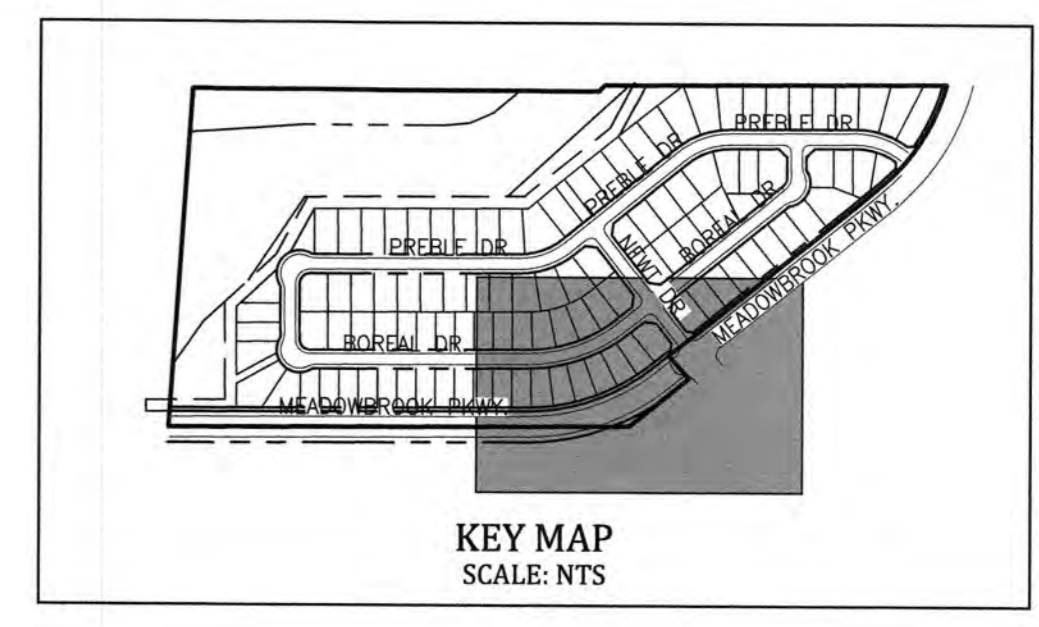 PREBLE DR
PREBLE DR
PREBLE DR
BOREAL DR
NEWT DR
MEADOWBROOK PKWY.
BOREAL DR
MEADOWBROOK PKWY.
KEY MAP
SCALE: NTS